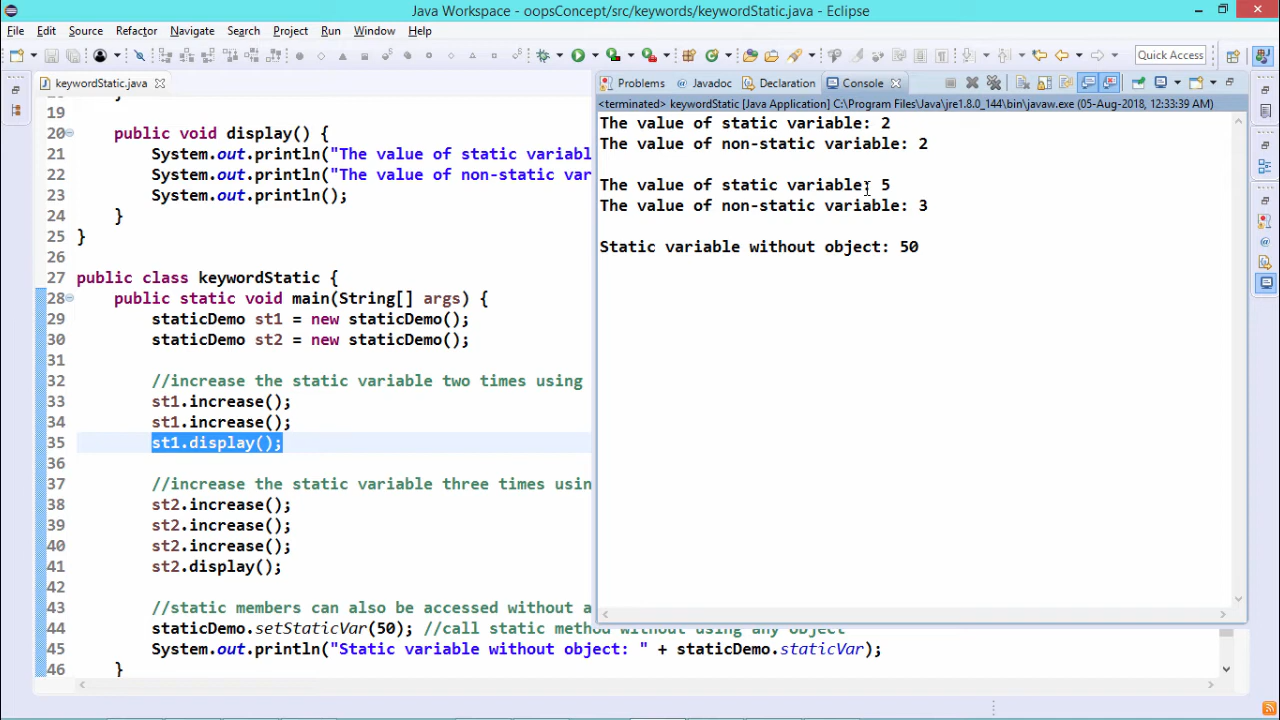 Java Workspace - oopsConcept/src/keywords/keywordStatic.java - Eclipse
File Edit Source Refactor Navigate Search Project Run Window Help
Quick Access
keywordStatic.java
Problems @ Javadoc Declaration Console
<terminated> keywordStatic [Java Application] C:\Program Files\Java\jre1.8.0_144\bin\javaw.exe (05-Aug-2018, 12:33:39 AM)
The value of static variable: 2
The value of non-static variable: 2
The value of static variable: 5
The value of non-static variable: 3
Static variable without object: 50
19
20 public void display() {
21 System.out.println("The value of static variabl
22 System.out.println("The value of non-static var
23 System.out.println();
24 }
25 }
26
27 public class keywordStatic {
28 public static void main(String[] args) {
29 staticDemo st1 = new staticDemo();
30 staticDemo st2 = new staticDemo();
31
32 //increase the static variable two times using
33 st1.increase();
34 st1.increase();
35 st1.display();
36
37 //increase the static variable three times usin
38 st2.increase();
39 st2.increase();
40 st2.increase();
41 st2.display();
42
43 //static members can also be accessed without a
44 staticDemo.setStaticVar(50); //call static method without using any object
45 System.out.println("Static variable without object: " + staticDemo.staticVar);
46 }